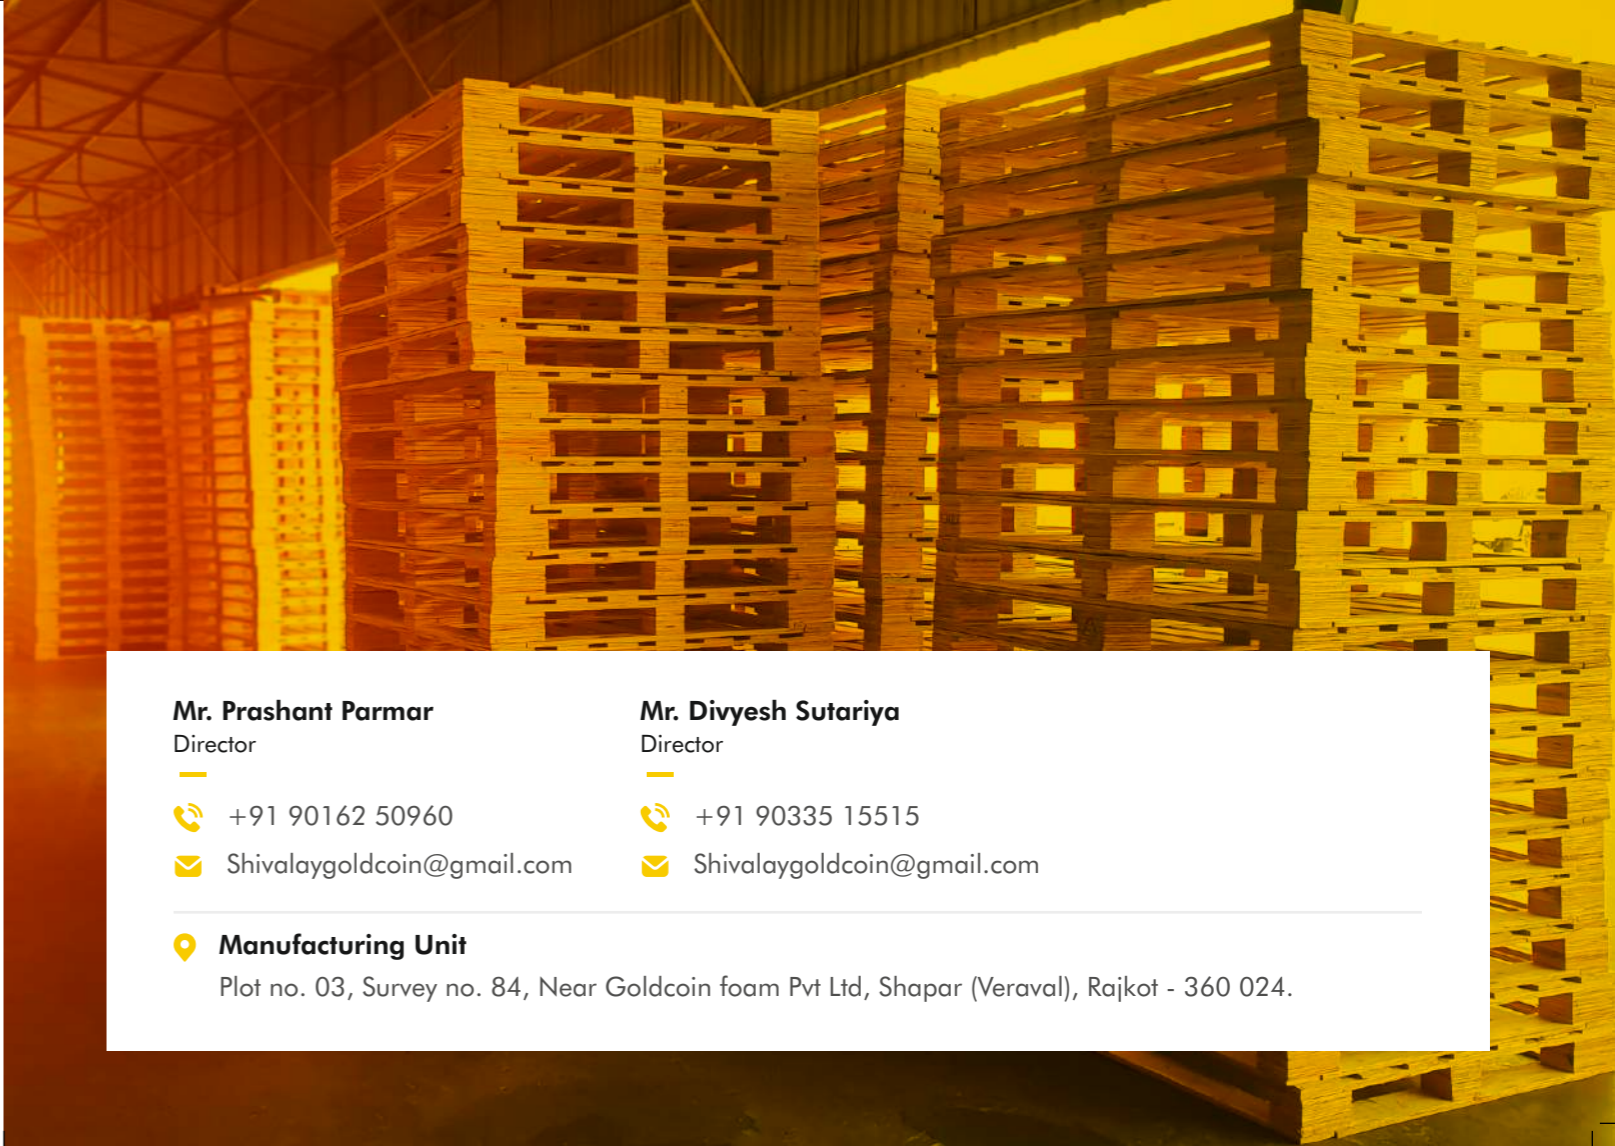 Mr. Prashant Parmar
Director
+91 90162 50960
Shivalaygoldcoin@gmail.com
Mr. Divyesh Sutariya
Director
+91 90335 15515
Shivalaygoldcoin@gmail.com
Manufacturing Unit
Plot no. 03, Survey no. 84, Near Goldcoin foam Pvt Ltd, Shapar (Veraval), Rajkot - 360 024.